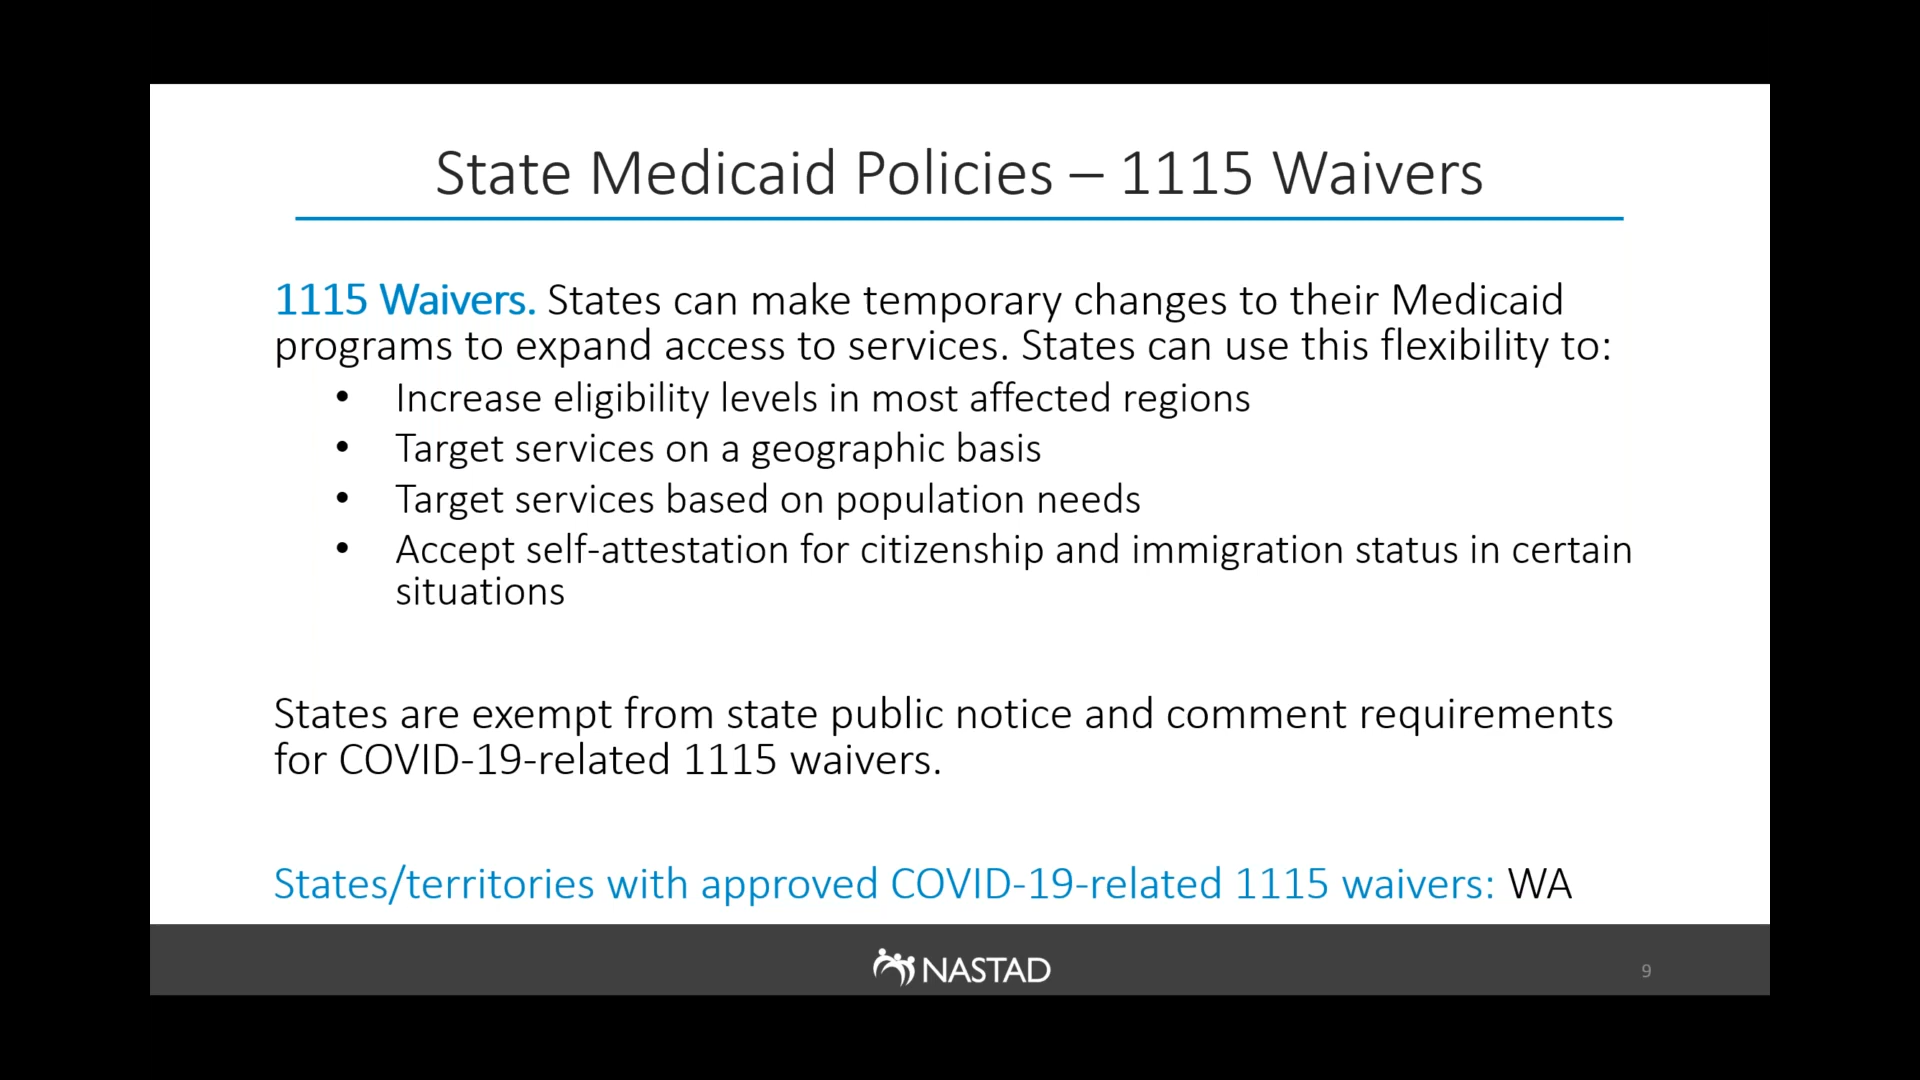 State Medicaid Policies – 1115 Waivers
1115 Waivers. States can make temporary changes to their Medicaid
programs to expand access to services. States can use this flexibility to:
• Increase eligibility levels in most affected regions
• Target services on a geographic basis
• Target services based on population needs
• Accept self-attestation for citizenship and immigration status in certain
situations
States are exempt from state public notice and comment requirements
for COVID-19-related 1115 waivers.
States/territories with approved COVID-19-related 1115 waivers: WA
NASTAD
9